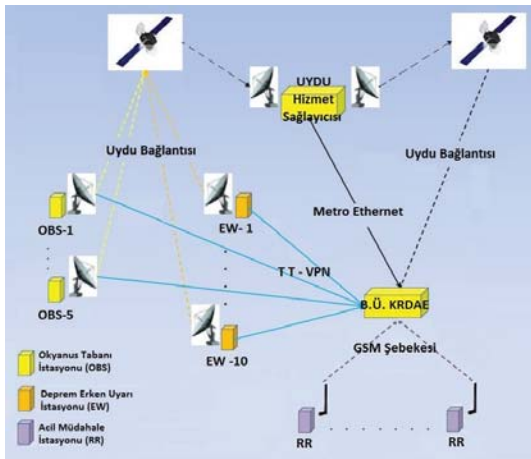 UYDU
Hizmet
Sağlayıcısı
Uydu Bağlantısı
Uydu Bağlantısı
Metro Ethernet
OBS-1
EW- 1
T T - VPN
OBS-5
B.Ü. KRDAE
EW -10
GSM Şebekesi
Okyanus Tabanı
İstasyonu (OBS)
Deprem Erken Uyarı
İstasyonu (EW)
Acil Müdahale
İstasyonu (RR)
RR
RR